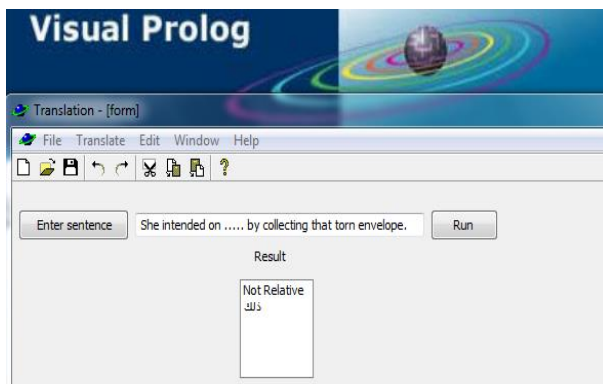 Visual Prolog
Translation - [form]
File Translate Edit Window Help
Enter sentence She intended on ..... by collecting that torn envelope. Run
Result
Not Relative
ذلك